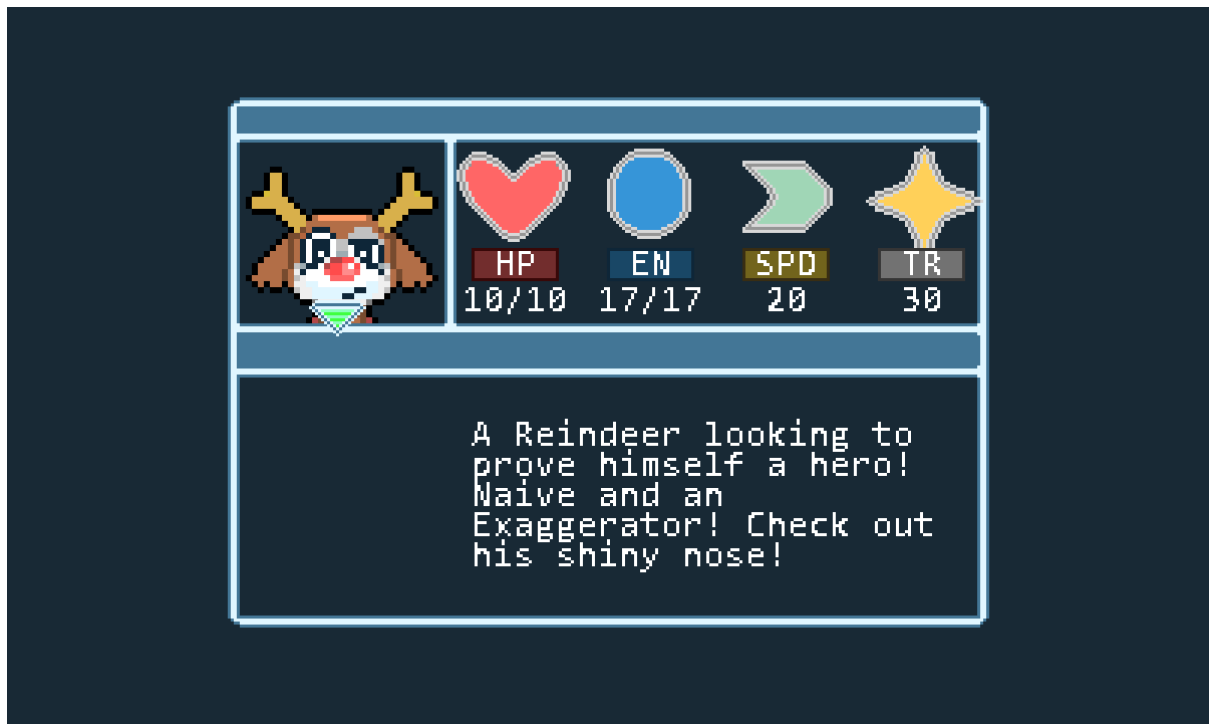 HP EN SPD TR
10/10 17/17 20 30
A Reindeer looking to
prove himself a hero!
Naive and an
Exaggerator! Check out
his shiny nose!